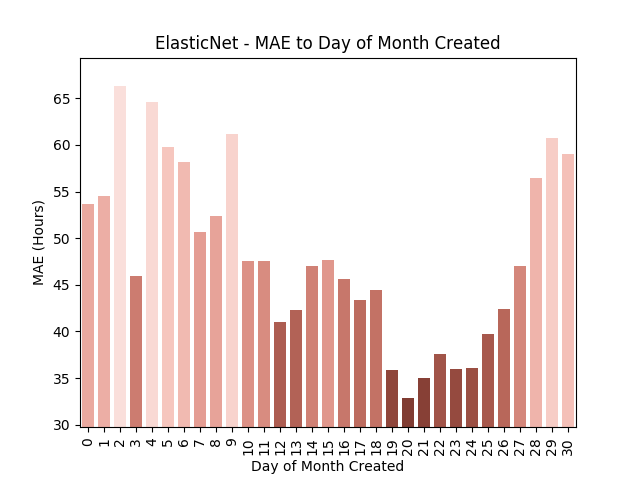 ElasticNet - MAE to Day of Month Created
MAE (Hours)
65
60
55
50
45
40
35
30
0 1 2 3 4 5 6 7 8 9 10 11 12 13 14 15 16 17 18 19 20 21 22 23 24 25 26 27 28 29 30
Day of Month Created